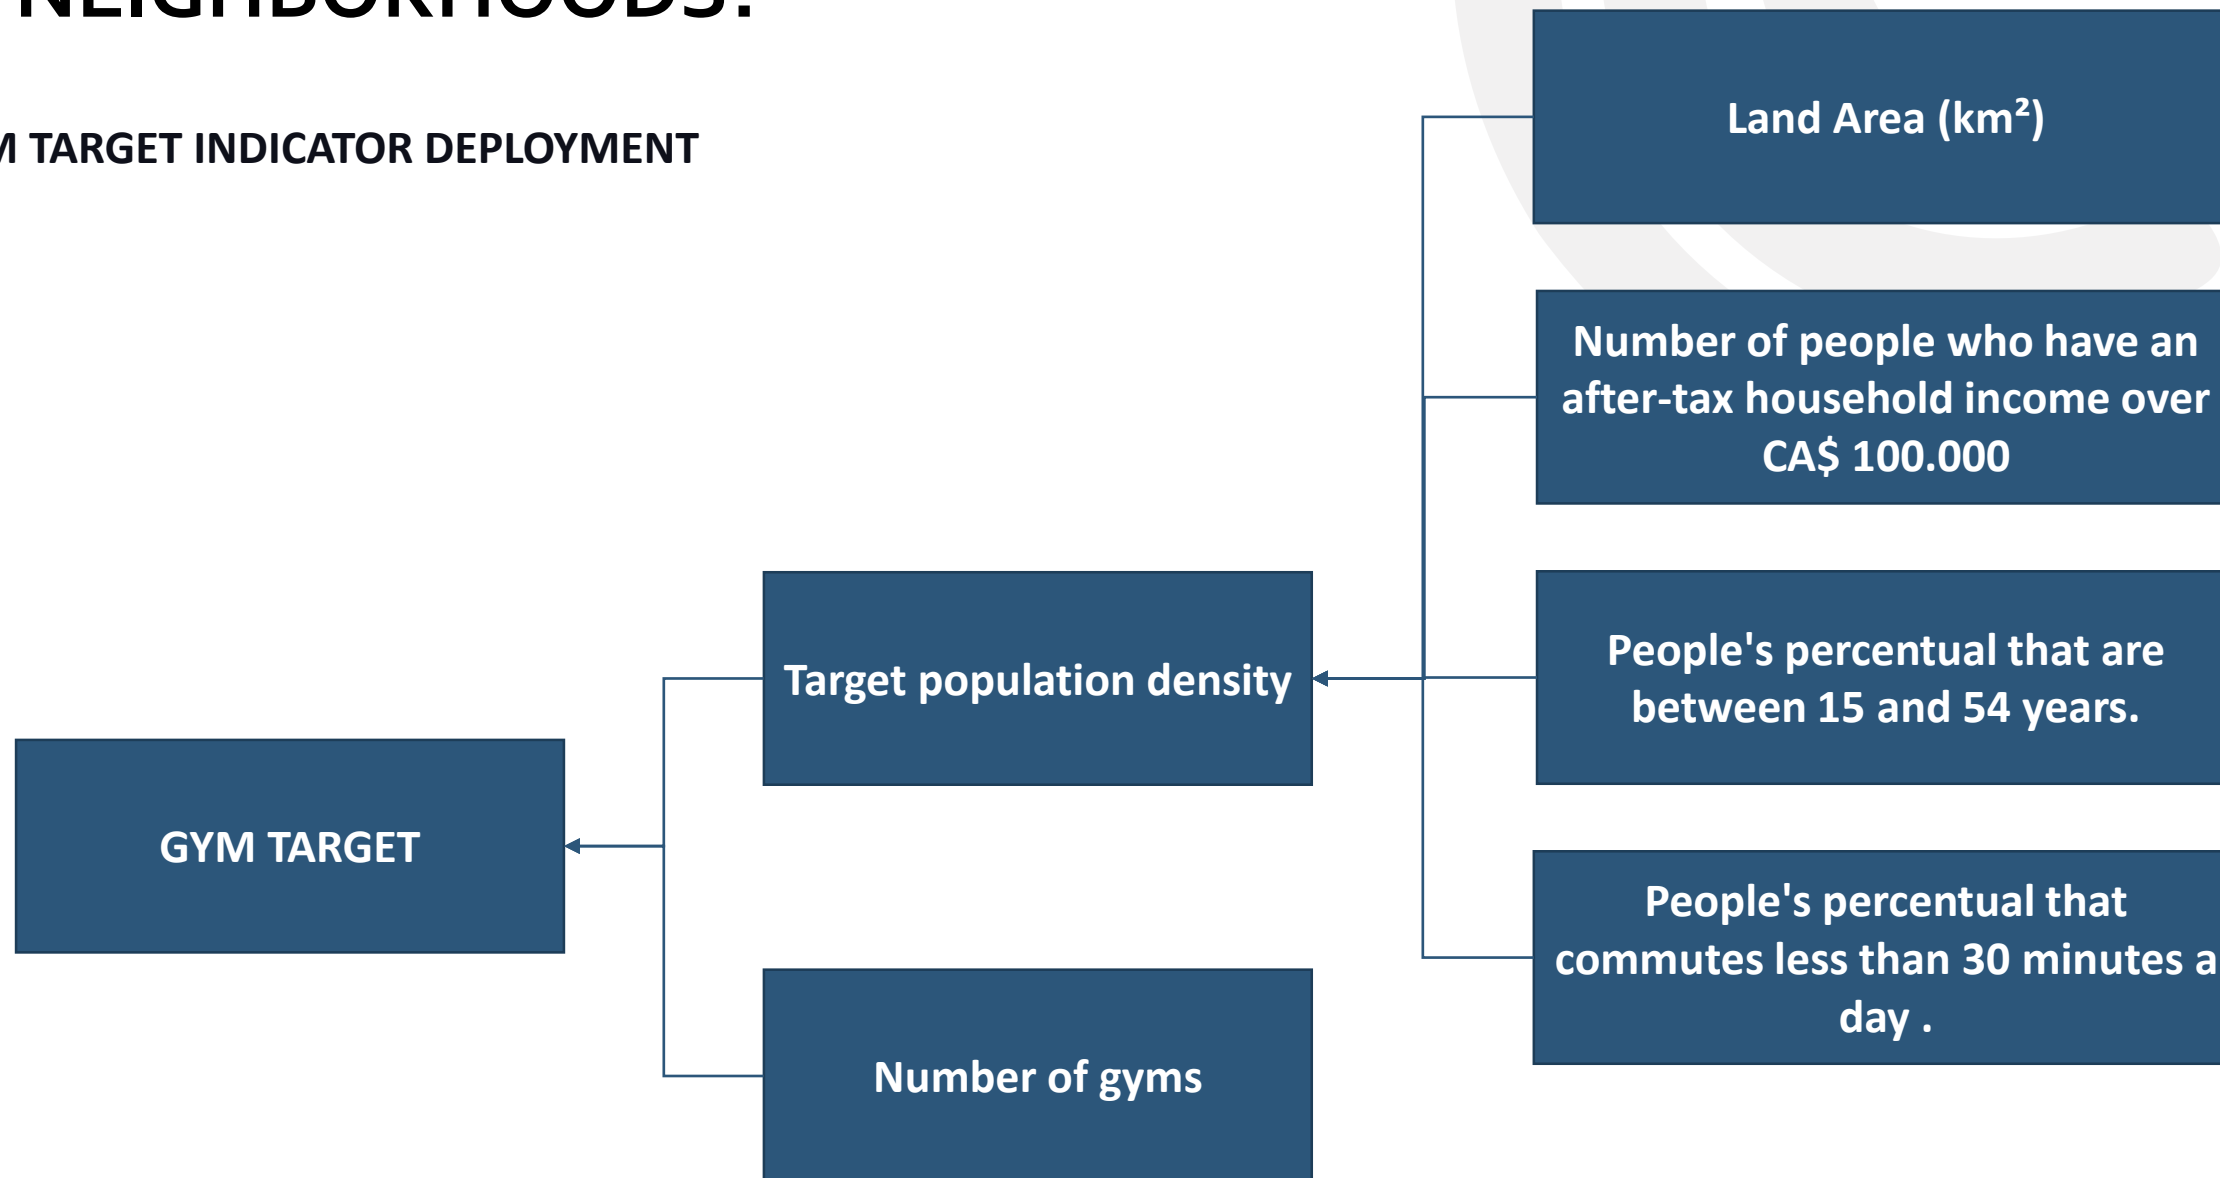 NEIGHBORHOODS.
M TARGET INDICATOR DEPLOYMENT
Land Area (km²)
Number of people who have an
after-tax household income over
CA$ 100.000
People's percentual that are
between 15 and 54 years.
Target population density
GYM TARGET
People's percentual that
commutes less than 30 minutes a
day .
Number of gyms